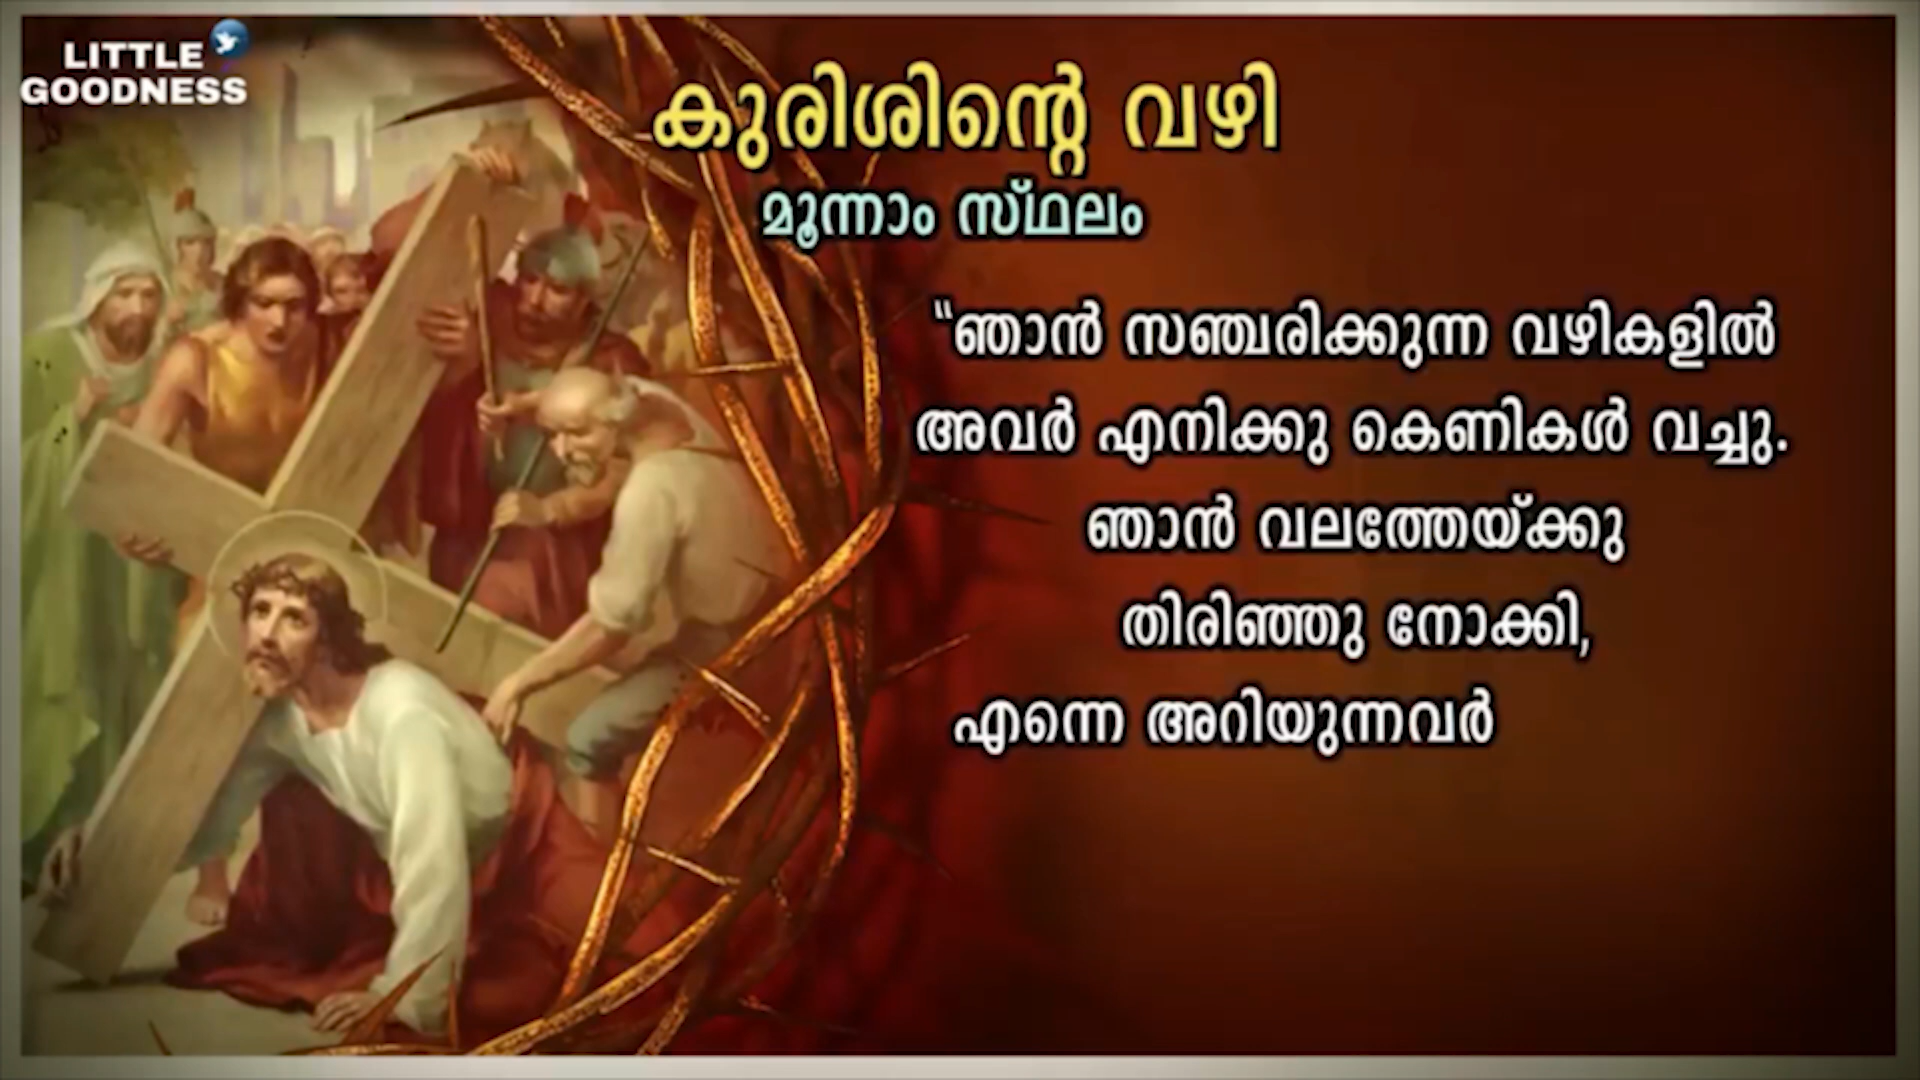 LITTLE
GOODNESS
കുരിശിന്റെ വഴി
മൂന്നാം സ്ഥലം
“ഞാൻ സഞ്ചരിക്കുന്ന വഴികളിൽ
അവർ എനിക്കു കെണികൾ വച്ചു.
ഞാൻ വലത്തേയ്ക്കു
തിരിഞ്ഞു നോക്കി,
എന്നെ അറിയുന്നവർ